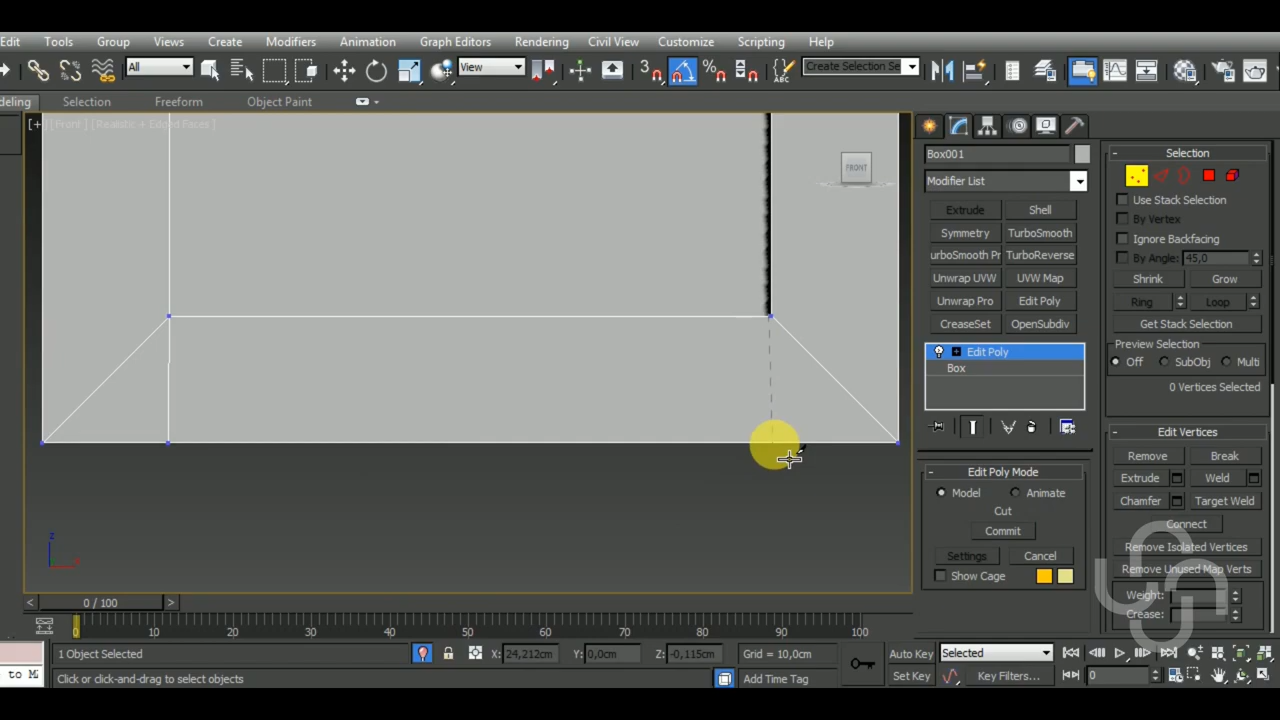 Edit Tools Group Views Create Modifiers Animation Graph Editors Rendering Civil View Customize Scripting Help
All View 3 % ABC Create Selection Se
deling Selection Freeform Object Paint
[+] [Front] [Realistic + Edged Faces]
FRONT
Box001
Modifier List
Extrude Shell
Symmetry TurboSmooth
urboSmooth Pr TurboReverse
Unwrap UVW UVW Map
Unwrap Pro Edit Poly
CreaseSet OpenSubdiv
Edit Poly
Box
- Edit Poly Mode
Model Animate
Cut
Commit
Settings Cancel
Show Cage
- Selection
Use Stack Selection
By Vertex
Ignore Backfacing
By Angle: 45,0
Shrink Grow
Ring Loop
Get Stack Selection
Preview Selection
Off SubObj Multi
0 Vertices Selected
- Edit Vertices
Remove Break
Extrude Weld
Chamfer Target Weld
Connect
Remove Isolated Vertices
Remove Unused Map Verts
Weight:
Crease:
z
x
< 0 / 100 >
0 10 20 30 40 50 60 70 80 90 100
1 Object Selected X: 24,212cm Y: 0,0cm Z: -0,115cm Grid = 10,0cm Auto Key Selected
to Mi Click or click-and-drag to select objects Add Time Tag Set Key Key Filters... 0